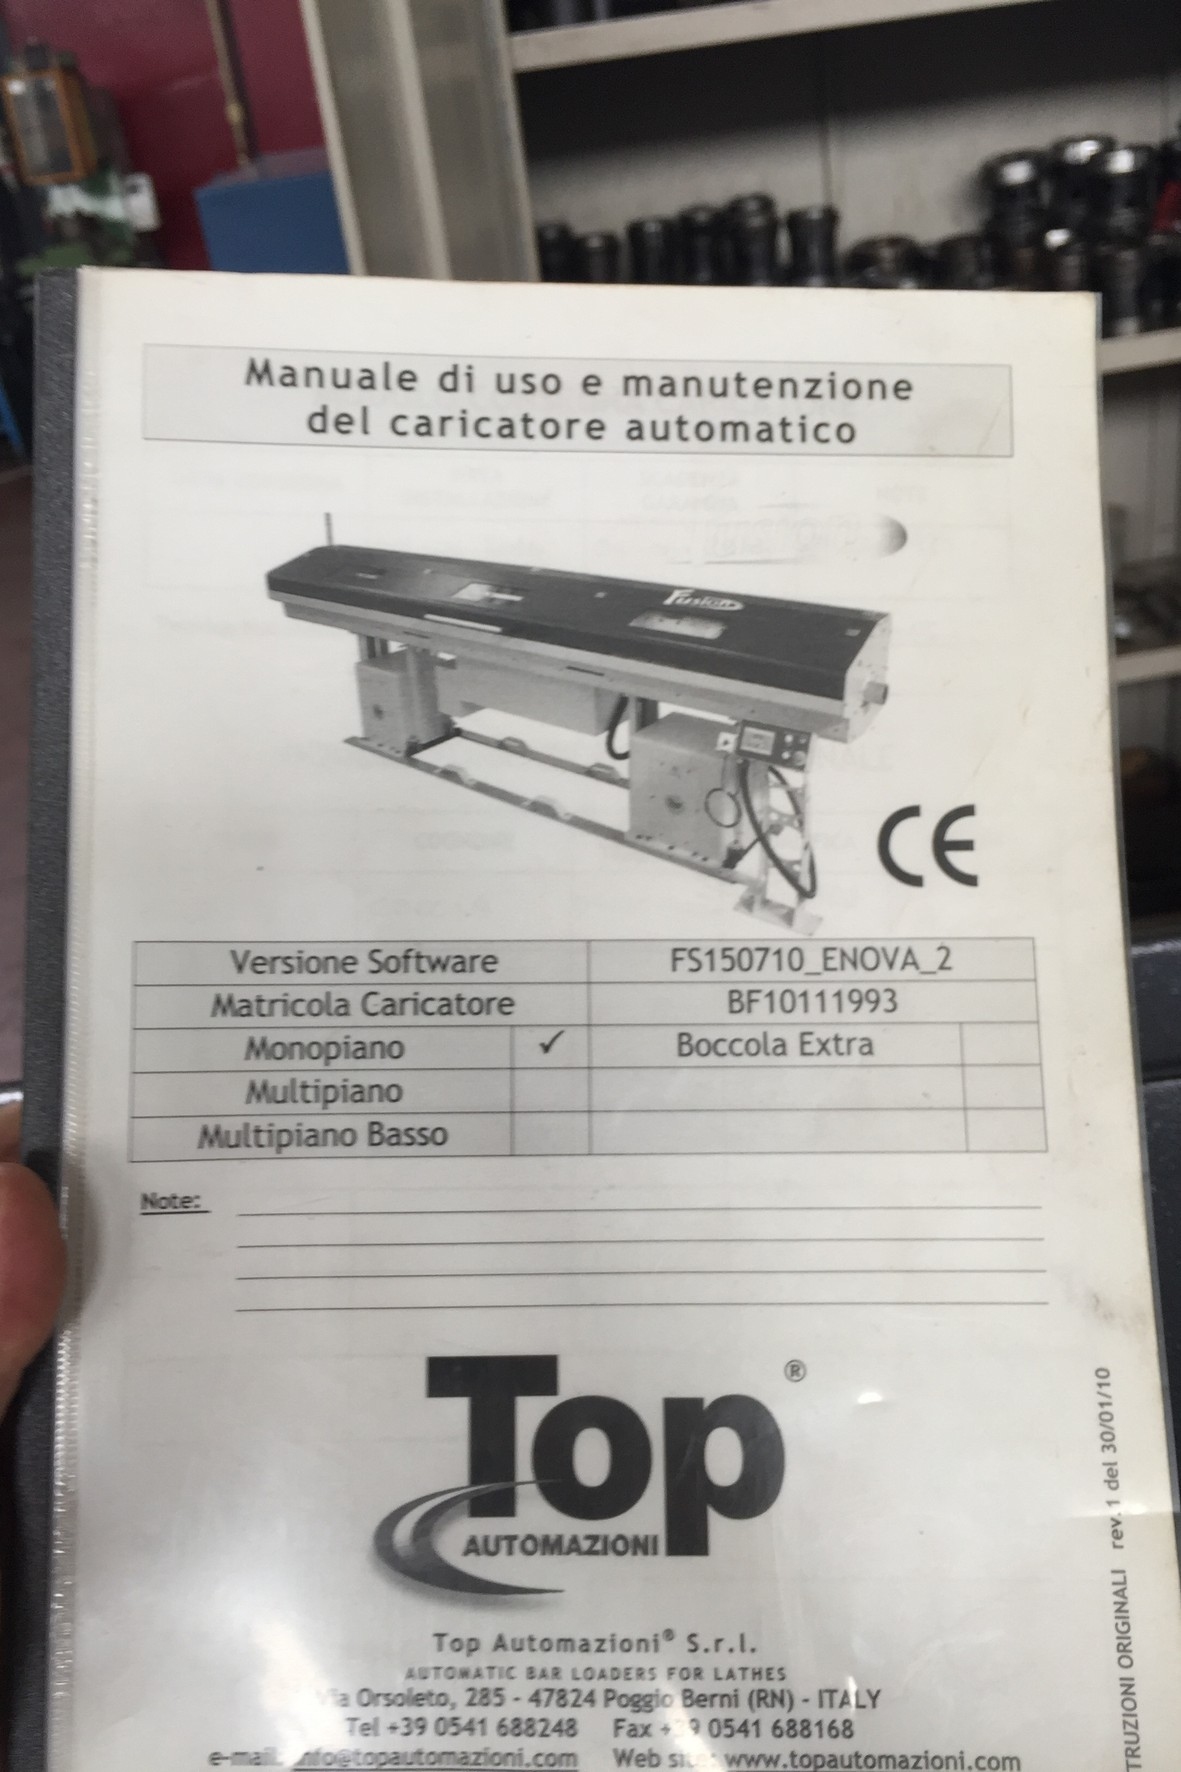 Manuale di uso e manutenzione
del caricatore automatico
Fusion
CE
Versione Software FS150710_ENOVA_2
Matricola Caricatore BF10111993
Monopiano ✓ Boccola Extra
Multipiano
Multipiano Basso
Note:
Top ®
AUTOMAZIONI
Top Automazioni® S.r.l.
AUTOMATIC BAR LOADERS FOR LATHES
Via Orsoleto, 285 - 47824 Poggio Berni (RN) - ITALY
Tel +39 0541 688248 Fax +39 0541 688168
e-mail: info@topautomazioni.com Web site: www.topautomazioni.com
TRUZIONI ORIGINALI rev.1 del 30/01/10